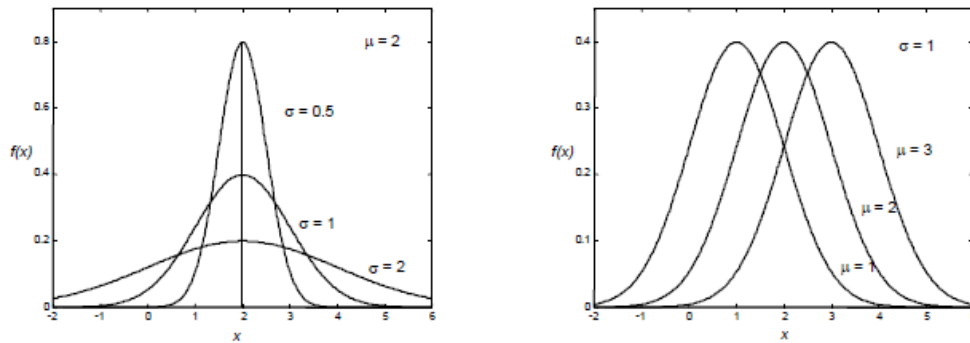 0.8
μ = 2
0.6
σ = 0.5
f(x)
0.4
σ = 1
0.2
σ = 2
0
-2 -1 0 1 2 3 4 5 6
x
0.4
σ = 1
0.3
f(x)
0.2
μ = 3
μ = 2
0.1
μ = 1
0
-2 -1 0 1 2 3 4 5 6
x